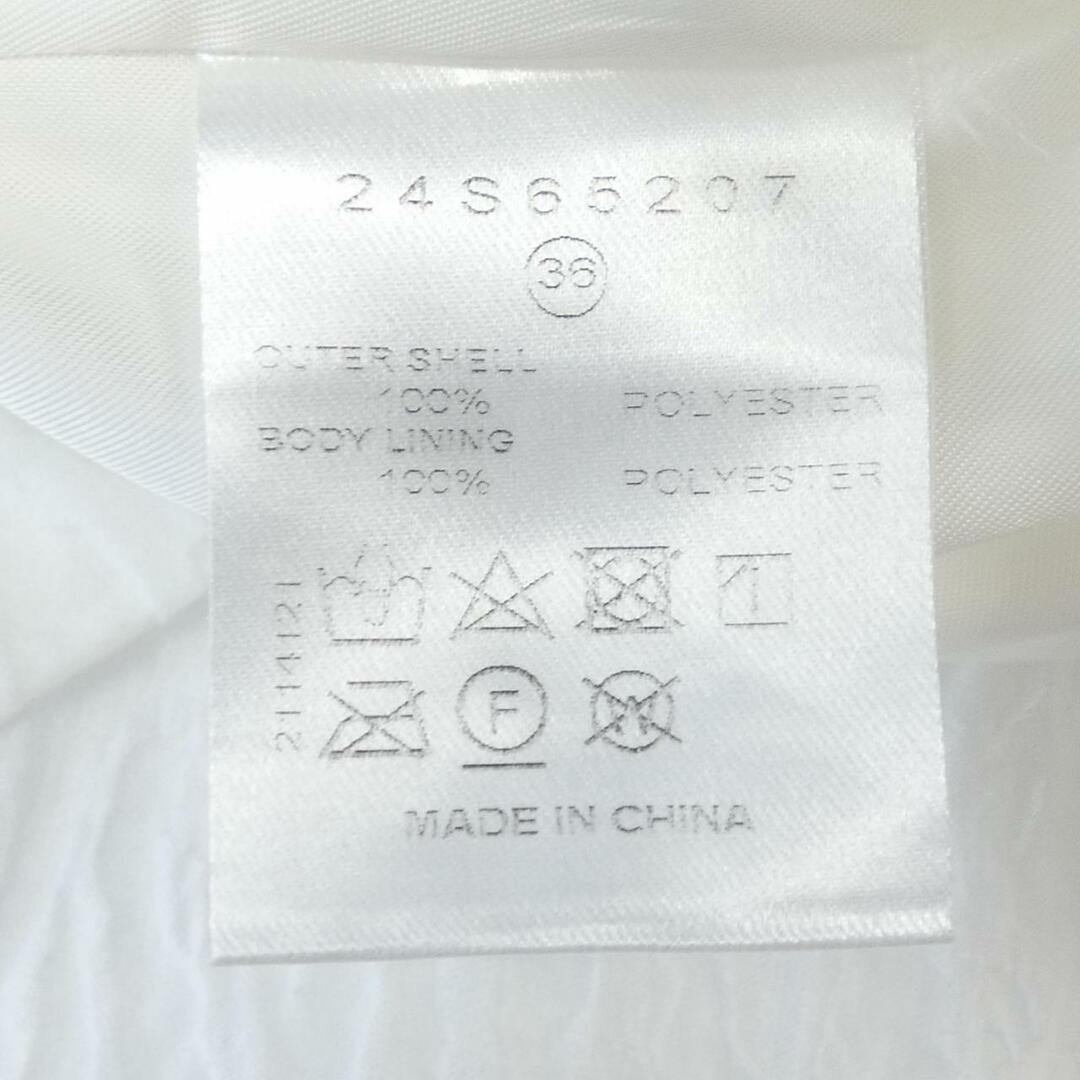 24S65207
36
OUTER SHELL
100% POLYESTER
BODY LINING
100% POLYESTER
2114121
F
MADE IN CHINA